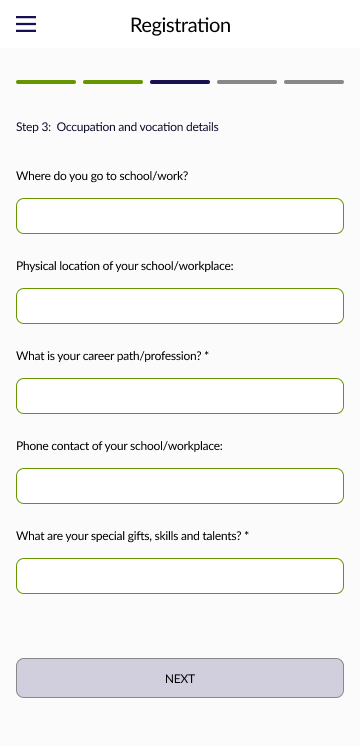 Registration
Step 3: Occupation and vocation details
Where do you go to school/work?
Physical location of your school/workplace:
What is your career path/profession? *
Phone contact of your school/workplace:
What are your special gifts, skills and talents? *
NEXT